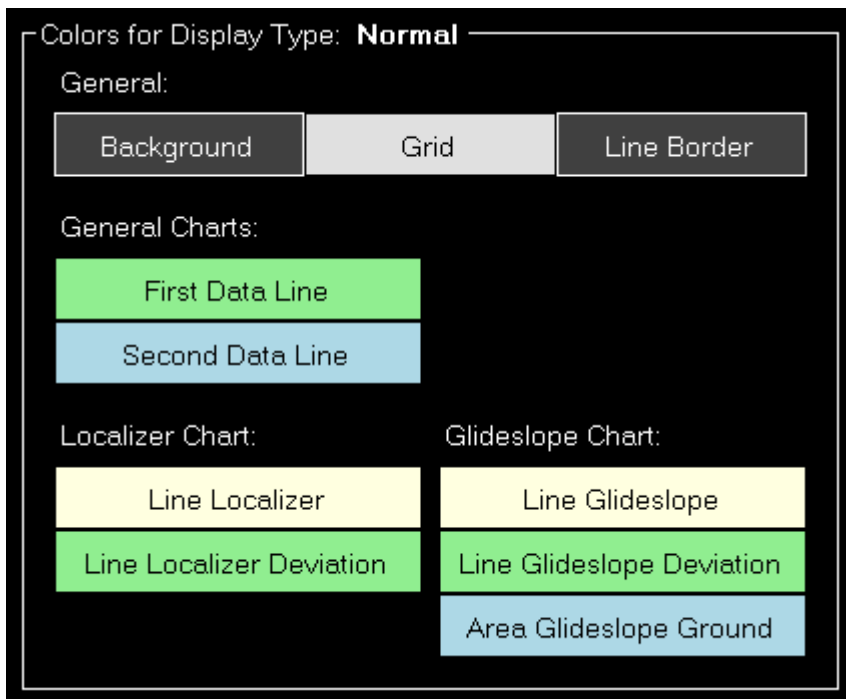 Colors for Display Type: Normal
General:
Background Grid Line Border
General Charts:
First Data Line
Second Data Line
Localizer Chart: Glideslope Chart:
Line Localizer Line Glideslope
Line Localizer Deviation Line Glideslope Deviation
Area Glideslope Ground